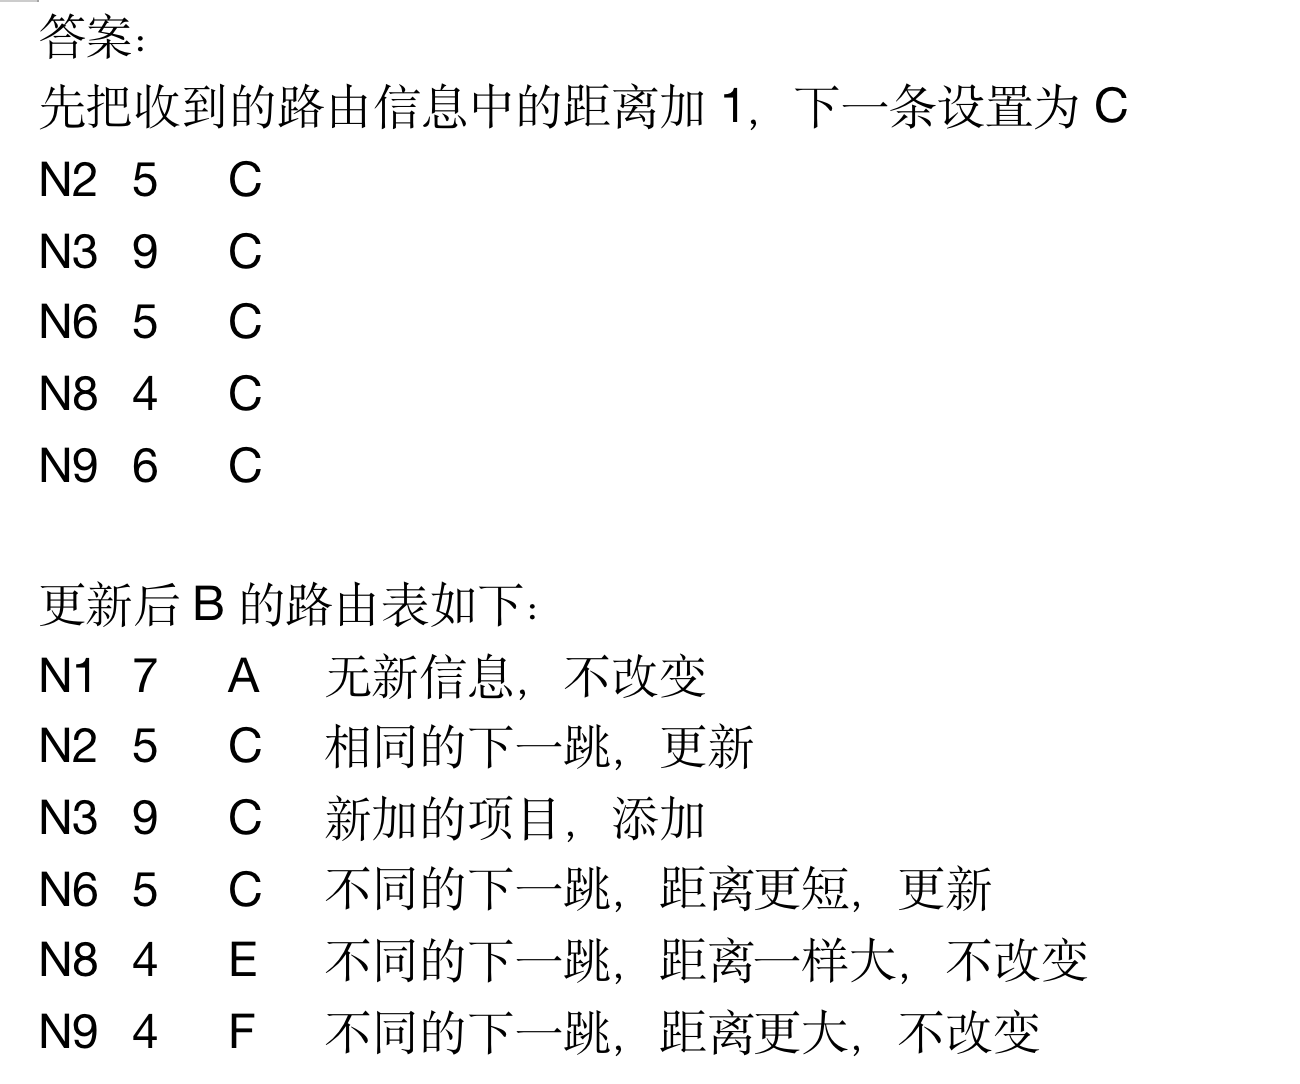 答案：
先把收到的路由信息中的距离加 1，下一条设置为 C
N2 5 C
N3 9 C
N6 5 C
N8 4 C
N9 6 C
更新后 B 的路由表如下：
N1 7 A 无新信息，不改变
N2 5 C 相同的下一跳，更新
N3 9 C 新加的项目，添加
N6 5 C 不同的下一跳，距离更短，更新
N8 4 E 不同的下一跳，距离一样大，不改变
N9 4 F 不同的下一跳，距离更大，不改变